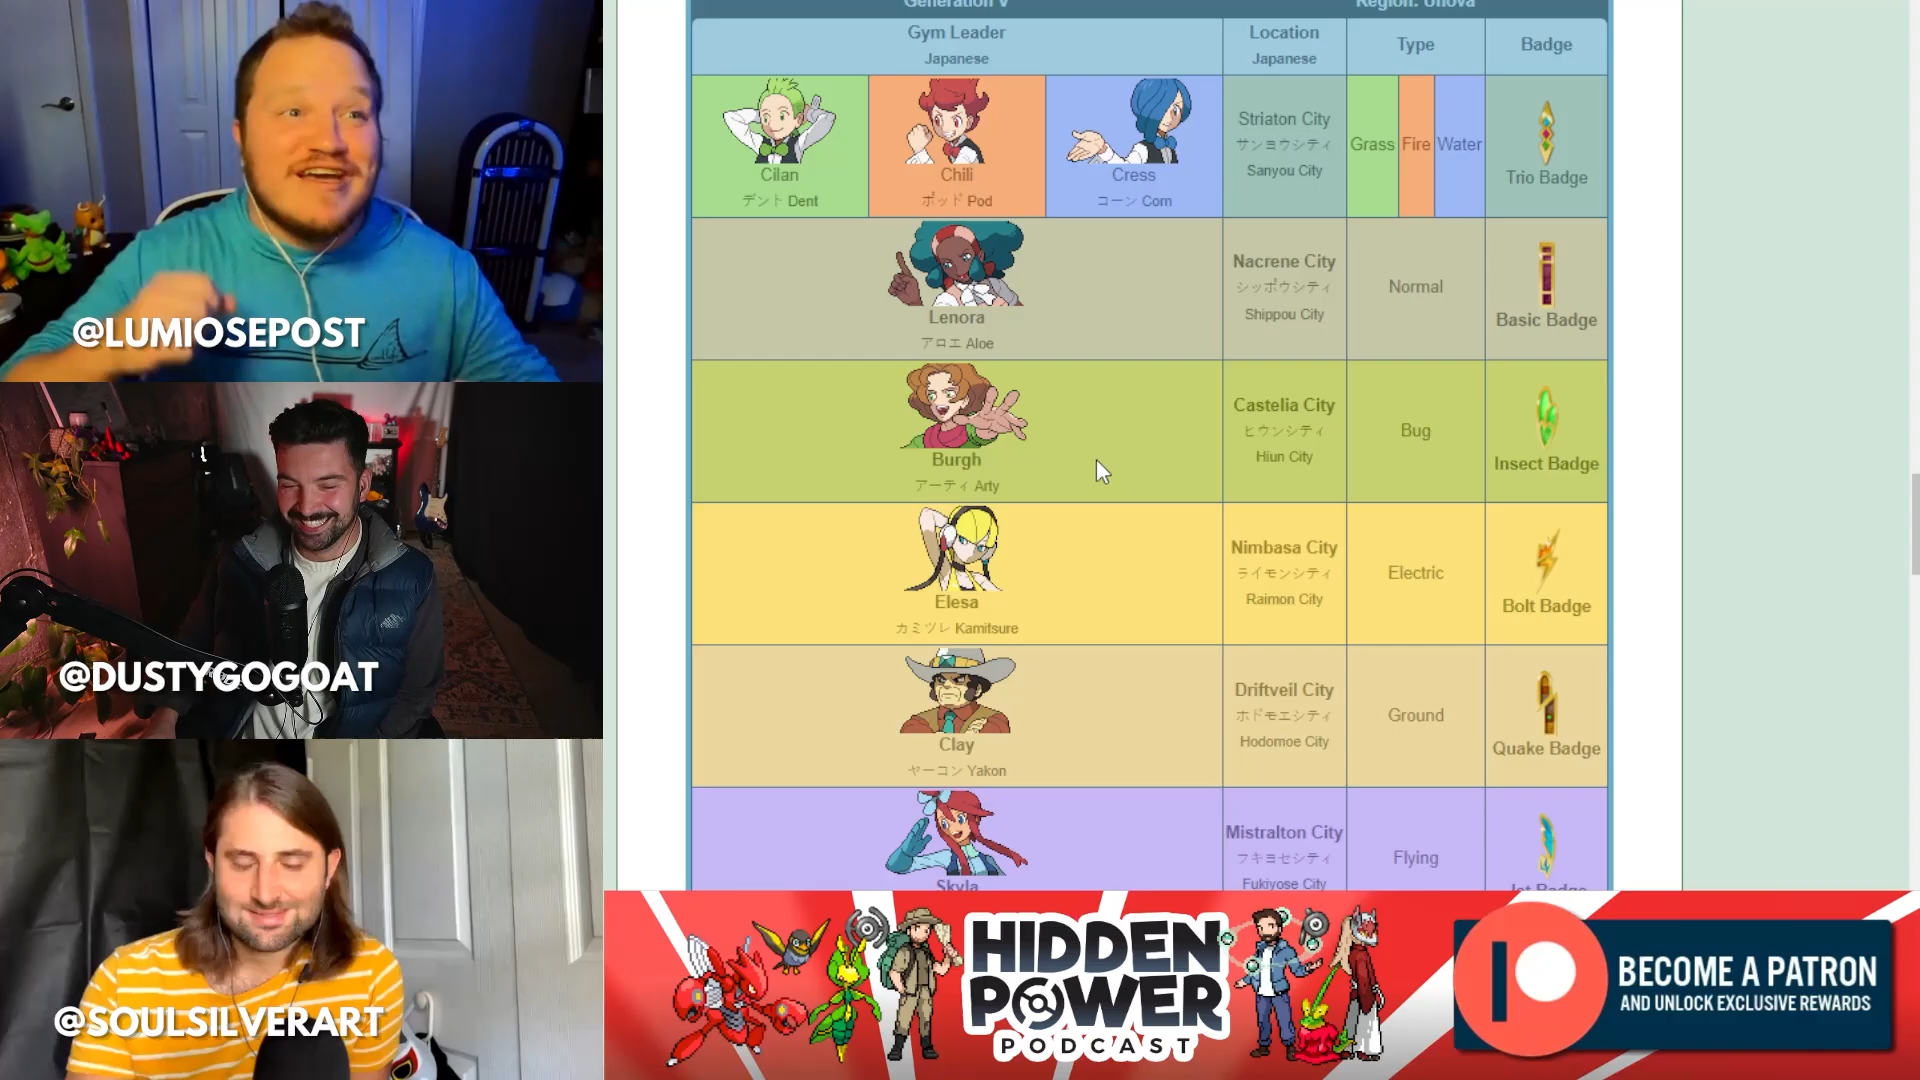 Generation V
Region: Unova
Gym Leader
Japanese
Location
Japanese
Type
Badge
Cilan
デント Dent
Chili
ポッド Pod
Cress
コーン Corn
Striaton City
サンヨウシティ
Sanyou City
Grass
Fire
Water
Trio Badge
Lenora
アロエ Aloe
Nacrene City
シッポウシティ
Shippou City
Normal
Basic Badge
Burgh
アーティ Arty
Castelia City
ヒウンシティ
Hiun City
Bug
Insect Badge
Elesa
カミツレ Kamitsure
Nimbasa City
ライモンシティ
Raimon City
Electric
Bolt Badge
Clay
ヤーコン Yakon
Driftveil City
ホドモエシティ
Hodomoe City
Ground
Quake Badge
Skyla
Mistralton City
フキヨセシティ
Fukiyose City
Flying
Jet Badge
@LUMIOSEPOST
@DUSTYGOGOAT
@SOULSILVERART
HIDDEN
POWER
PODCAST
BECOME A PATRON
AND UNLOCK EXCLUSIVE REWARDS